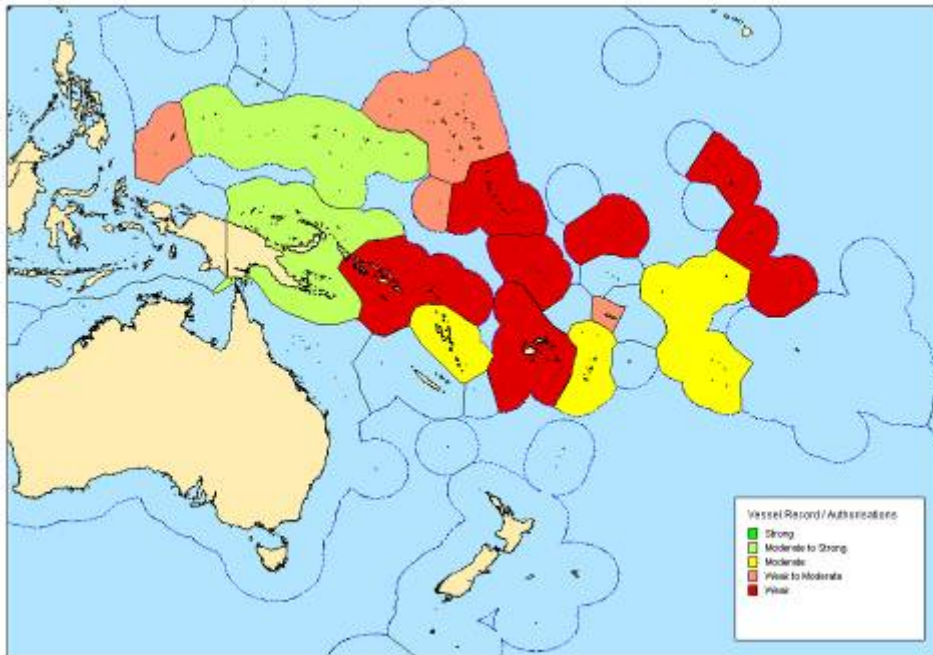 Vessel Record / Authorisations
Strong
Moderate to Strong
Moderate
Weak to Moderate
Weak